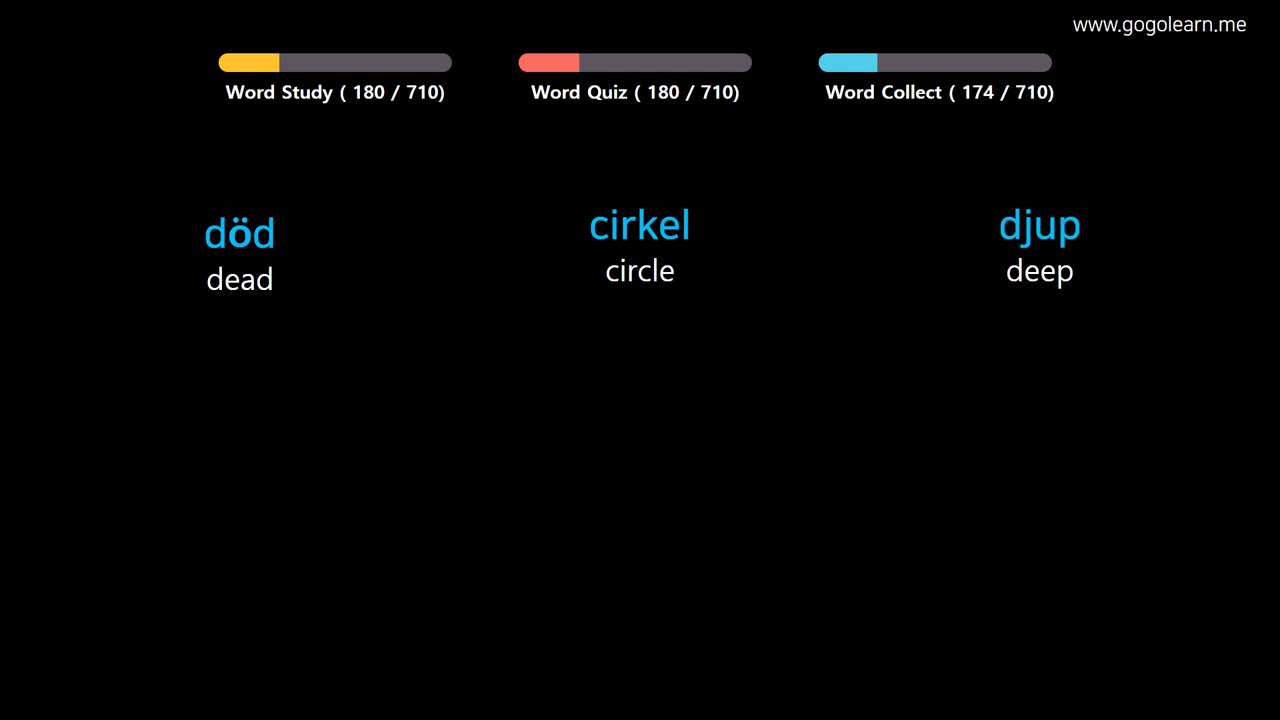 www.gogolearn.me
Word Study ( 180 / 710)
Word Quiz ( 180 / 710)
Word Collect ( 174 / 710)
död
dead
cirkel
circle
djup
deep